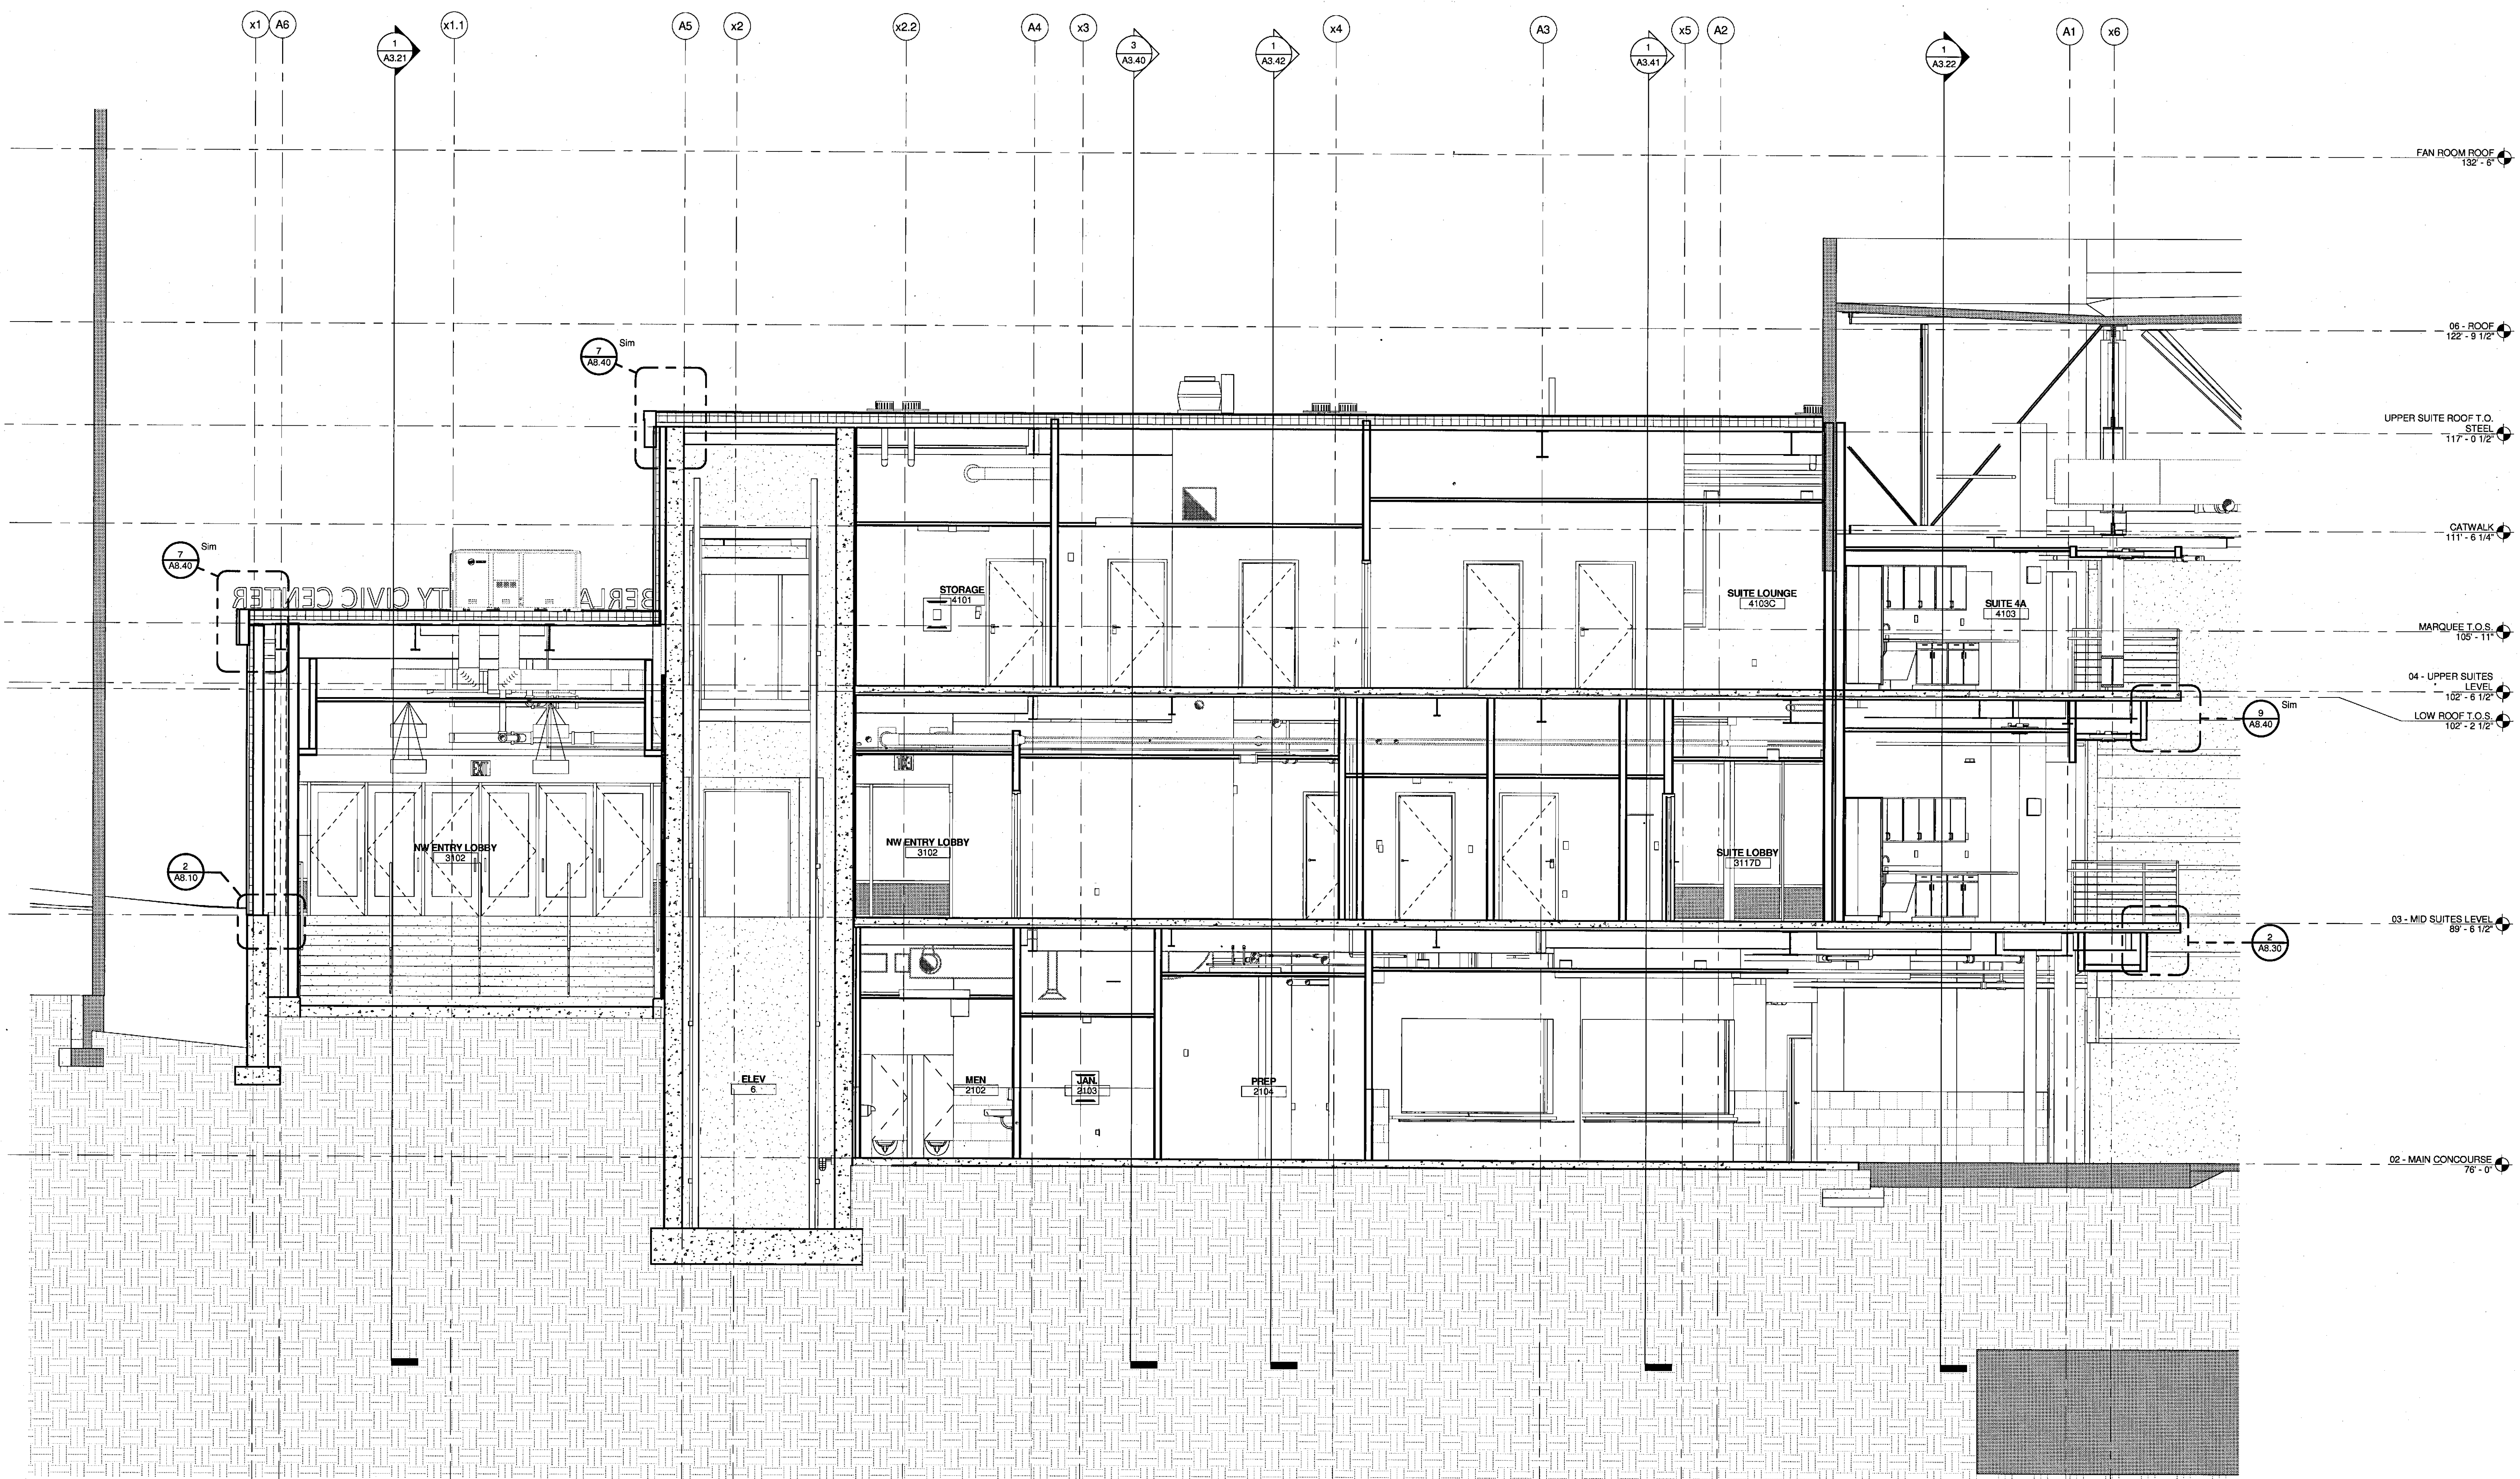 x1
A6
x1.1
A5
x2
x2.2
A4
x3
x4
A3
x5
A2
A1
x6
1
A3.21
3
A3.40
1
A3.42
1
A3.41
1
A3.22
FAN ROOM ROOF
132' - 6"
06 - ROOF
122' - 9 1/2"
7
A8.40
Sim
UPPER SUITE ROOF T.O.
STEEL
117' - 0 1/2"
CATWALK
111' - 6 1/4"
7
A8.40
Sim
BERLA
TY CIVIC CENTER
STORAGE
4101
SUITE LOUNGE
4103C
SUITE 4A
4103
MARQUEE T.O.S.
105' - 11"
04 - UPPER SUITES
LEVEL
102' - 6 1/2"
LOW ROOF T.O.S.
102' - 2 1/2"
9
A8.40
Sim
EXIT
EXIT
NW ENTRY LOBBY
3102
NW ENTRY LOBBY
3102
SUITE LOBBY
3117D
2
A8.10
03 - MID SUITES LEVEL
89' - 6 1/2"
2
A8.30
ELEV
6
MEN
2102
JAN.
2103
PREP
2104
02 - MAIN CONCOURSE
76' - 0"